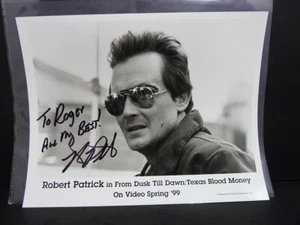 To Roger
All My Best!
Robert Patrick in From Dusk Till Dawn:Texas Blood Money
On Video Spring '99